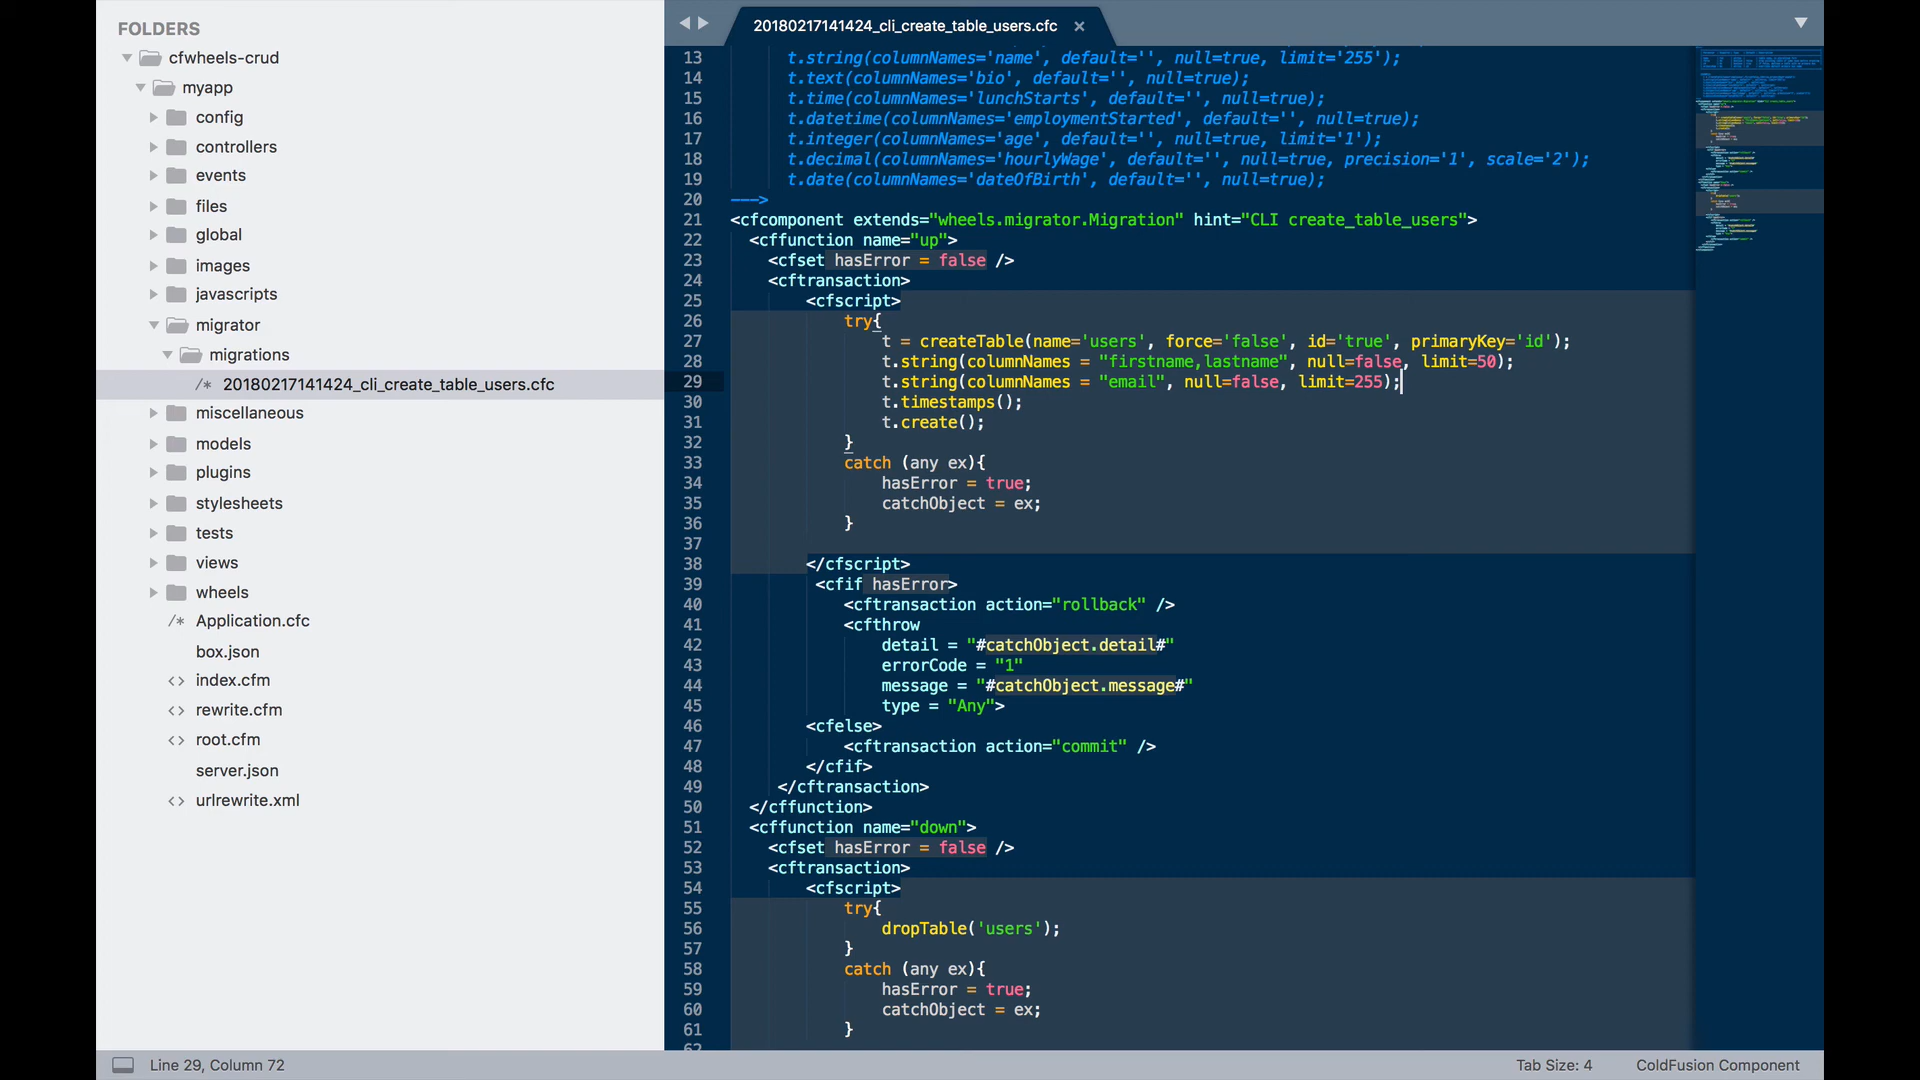 FOLDERS
cfwheels-crud
myapp
config
controllers
events
files
global
images
javascripts
migrator
migrations
/* 20180217141424_cli_create_table_users.cfc
miscellaneous
models
plugins
stylesheets
tests
views
wheels
/* Application.cfc
box.json
<> index.cfm
<> rewrite.cfm
<> root.cfm
server.json
<> urlrewrite.xml
20180217141424_cli_create_table_users.cfc ×
13 t.string(columnNames='name', default='', null=true, limit='255');
14 t.text(columnNames='bio', default='', null=true);
15 t.time(columnNames='lunchStarts', default='', null=true);
16 t.datetime(columnNames='employmentStarted', default='', null=true);
17 t.integer(columnNames='age', default='', null=true, limit='1');
18 t.decimal(columnNames='hourlyWage', default='', null=true, precision='1', scale='2');
19 t.date(columnNames='dateOfBirth', default='', null=true);
20 --->
21 <cfcomponent extends="wheels.migrator.Migration" hint="CLI create_table_users">
22 <cffunction name="up">
23 <cfset hasError = false />
24 <cftransaction>
25 <cfscript>
26 try{
27 t = createTable(name='users', force='false', id='true', primaryKey='id');
28 t.string(columnNames = "firstname,lastname", null=false, limit=50);
29 t.string(columnNames = "email", null=false, limit=255);
30 t.timestamps();
31 t.create();
32 }
33 catch (any ex){
34 hasError = true;
35 catchObject = ex;
36 }
37
38 </cfscript>
39 <cfif hasError>
40 <cftransaction action="rollback" />
41 <cfthrow
42 detail = "#catchObject.detail#"
43 errorCode = "1"
44 message = "#catchObject.message#"
45 type = "Any">
46 <cfelse>
47 <cftransaction action="commit" />
48 </cfif>
49 </cftransaction>
50 </cffunction>
51 <cffunction name="down">
52 <cfset hasError = false />
53 <cftransaction>
54 <cfscript>
55 try{
56 dropTable('users');
57 }
58 catch (any ex){
59 hasError = true;
60 catchObject = ex;
61 }
62
Line 29, Column 72
Tab Size: 4
ColdFusion Component